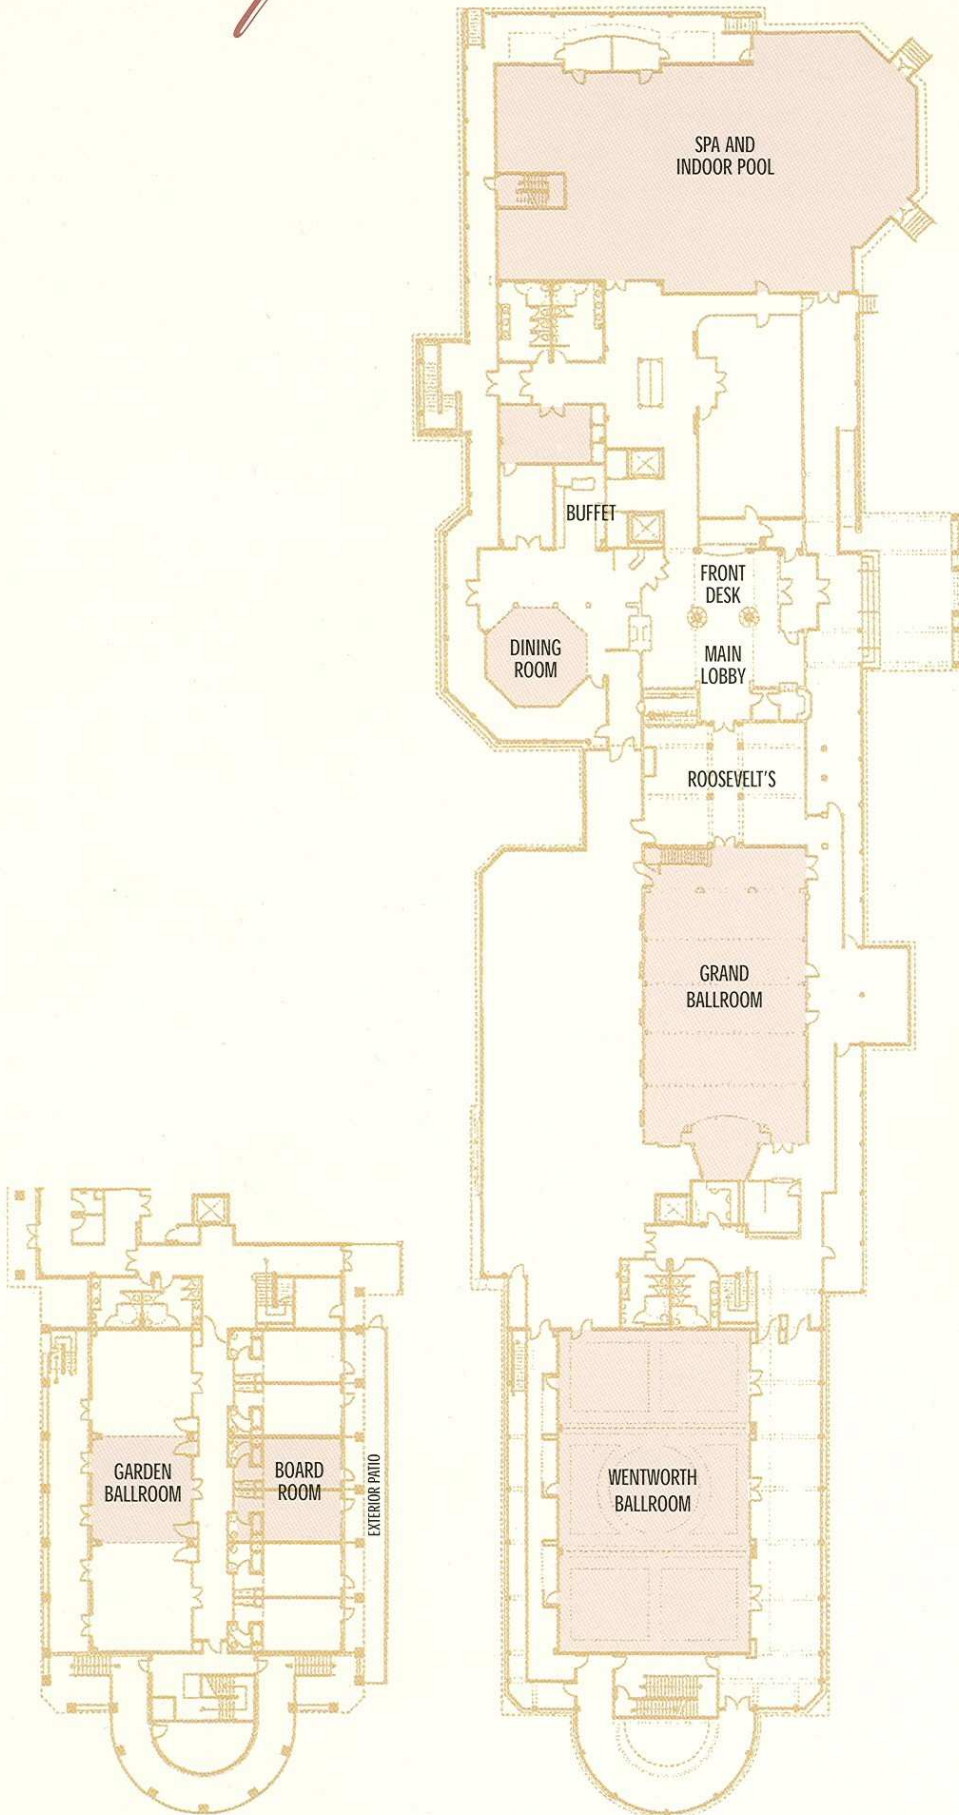 SPA AND
INDOOR POOL
BUFFET
FRONT
DESK
DINING
ROOM
MAIN
LOBBY
ROOSEVELT'S
GRAND
BALLROOM
GARDEN
BALLROOM
BOARD
ROOM
EXTERIOR PATIO
WENTWORTH
BALLROOM